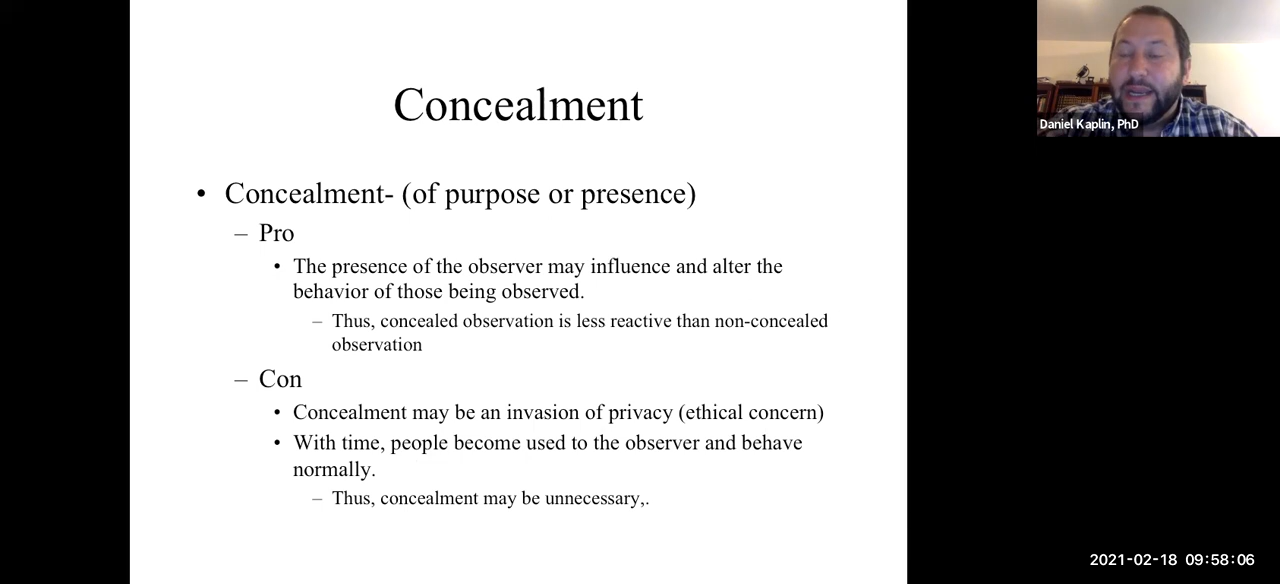 Concealment
• Concealment- (of purpose or presence)
– Pro
• The presence of the observer may influence and alter the
behavior of those being observed.
– Thus, concealed observation is less reactive than non-concealed
observation
– Con
• Concealment may be an invasion of privacy (ethical concern)
• With time, people become used to the observer and behave
normally.
– Thus, concealment may be unnecessary,.
Daniel Kaplin, PhD
2021-02-18 09:58:06